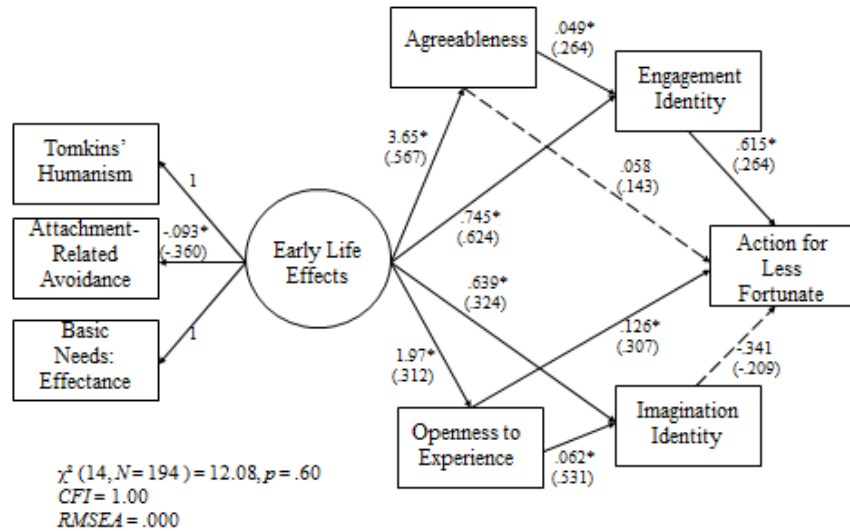 Agreeableness
.049*
(.264)
Engagement
Identity
3.65*
(.567)
.615*
(.264)
Tomkins’
Humanism
1
.058
(.143)
Attachment-
Related
Avoidance
-.093*
(-.360)
Early Life
Effects
.745*
(.624)
Action for
Less
Fortunate
.639*
(.324)
Basic
Needs:
Effectance
1
1.97*
(.312)
.126*
(.307)
-.341
(-.209)
Openness to
Experience
.062*
(.531)
Imagination
Identity
χ² (14, N = 194 ) = 12.08, p = .60
CFI = 1.00
RMSEA = .000